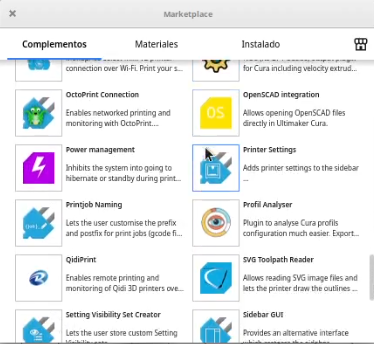 Marketplace
Complementos
Materiales
Instalado
connection over Wi-Fi. Print your s...
for Cura including velocity extrud...
OctoPrint Connection
Enables networked printing and
monitoring with OctoPrint....
OpenSCAD integration
Allows opening OpenSCAD files
directly in Ultimaker Cura.
OS
Power management
Inhibits the system into going to
hibernate or standby during print...
Printer Settings
Adds printer settings to the sidebar
...
Printjob Naming
Lets the user customise the prefix
and postfix for print jobs (gcode fi...
Profil Analyser
Plugin to analyse Cura profils
configuration much easier. Export...
QidiPrint
Enables remote printing and
monitoring of Qidi 3D printers ove...
SVG Toolpath Reader
Allows reading SVG image files and
lets the printer draw the outlines ...
Setting Visibility Set Creator
Lets the user store custom Setting
Sidebar GUI
Provides an alternative interface